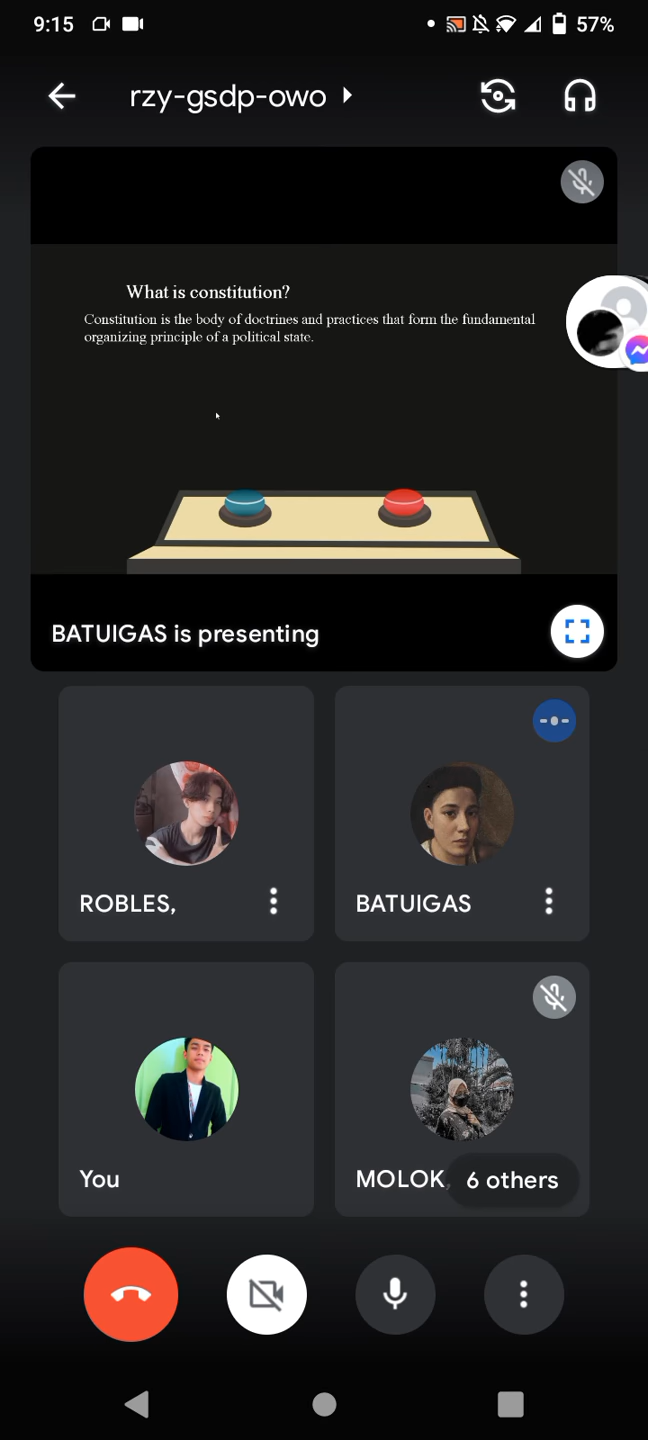 9:15
57%
rzy-gsdp-owo
What is constitution?
Constitution is the body of doctrines and practices that form the fundamental
organizing principle of a political state.
BATUIGAS is presenting
ROBLES,
BATUIGAS
You
MOLOK,
6 others